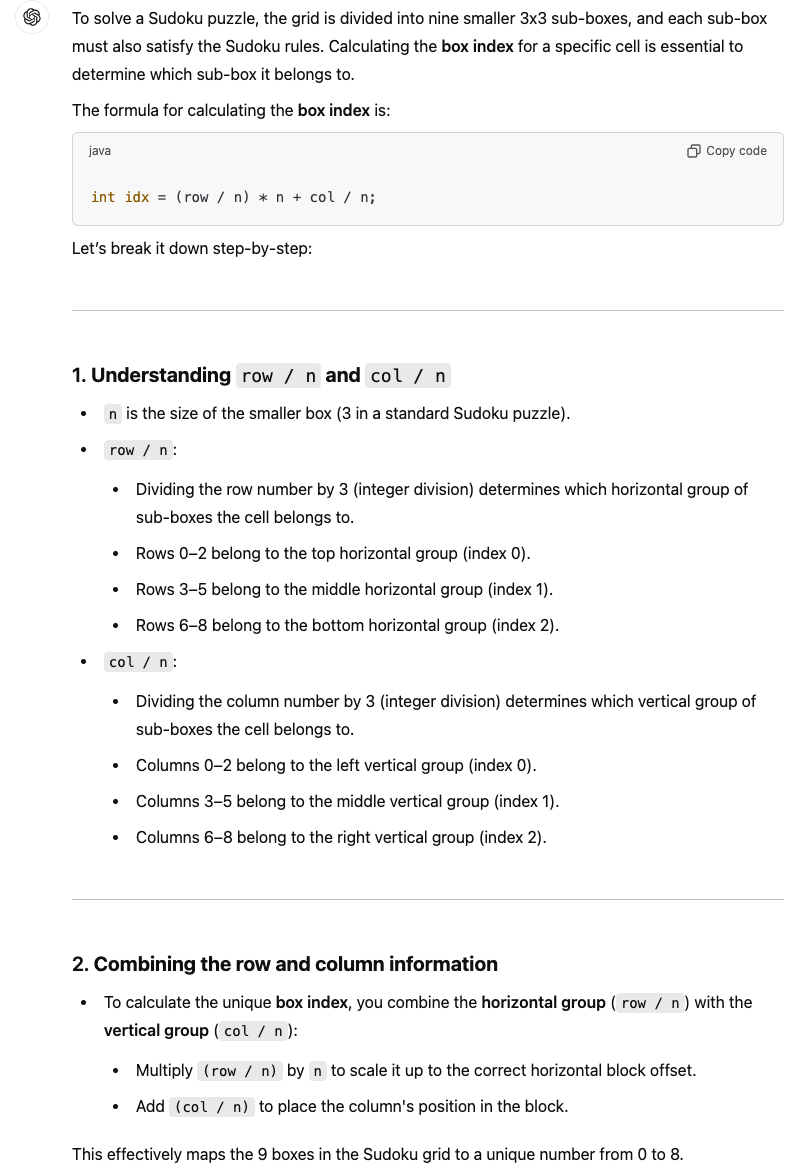 To solve a Sudoku puzzle, the grid is divided into nine smaller 3x3 sub-boxes, and each sub-box
must also satisfy the Sudoku rules. Calculating the box index for a specific cell is essential to
determine which sub-box it belongs to.
The formula for calculating the box index is:
java
Copy code
int idx = (row / n) * n + col / n;
Let’s break it down step-by-step:
1. Understanding row / n and col / n
• n is the size of the smaller box (3 in a standard Sudoku puzzle).
• row / n:
• Dividing the row number by 3 (integer division) determines which horizontal group of
sub-boxes the cell belongs to.
• Rows 0–2 belong to the top horizontal group (index 0).
• Rows 3–5 belong to the middle horizontal group (index 1).
• Rows 6–8 belong to the bottom horizontal group (index 2).
• col / n:
• Dividing the column number by 3 (integer division) determines which vertical group of
sub-boxes the cell belongs to.
• Columns 0–2 belong to the left vertical group (index 0).
• Columns 3–5 belong to the middle vertical group (index 1).
• Columns 6–8 belong to the right vertical group (index 2).
2. Combining the row and column information
• To calculate the unique box index, you combine the horizontal group (row / n) with the
vertical group (col / n):
• Multiply (row / n) by n to scale it up to the correct horizontal block offset.
• Add (col / n) to place the column's position in the block.
This effectively maps the 9 boxes in the Sudoku grid to a unique number from 0 to 8.